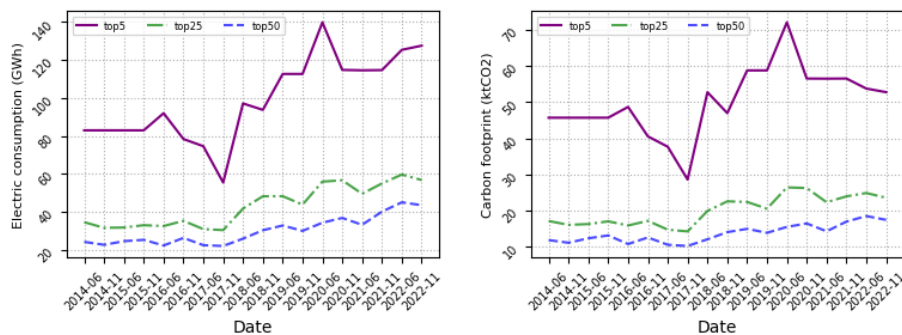 Electric consumption (GWh)
top5 top25 top50
140
120
100
80
60
40
20
2014-06 2014-11 2015-06 2015-11 2016-06 2016-11 2017-06 2017-11 2018-06 2018-11 2019-06 2019-11 2020-06 2020-11 2021-06 2021-11 2022-06 2022-11
Date
Carbon footprint (ktCO2)
top5 top25 top50
70
60
50
40
30
20
10
2014-06 2014-11 2015-06 2015-11 2016-06 2016-11 2017-06 2017-11 2018-06 2018-11 2019-06 2019-11 2020-06 2020-11 2021-06 2021-11 2022-06 2022-11
Date